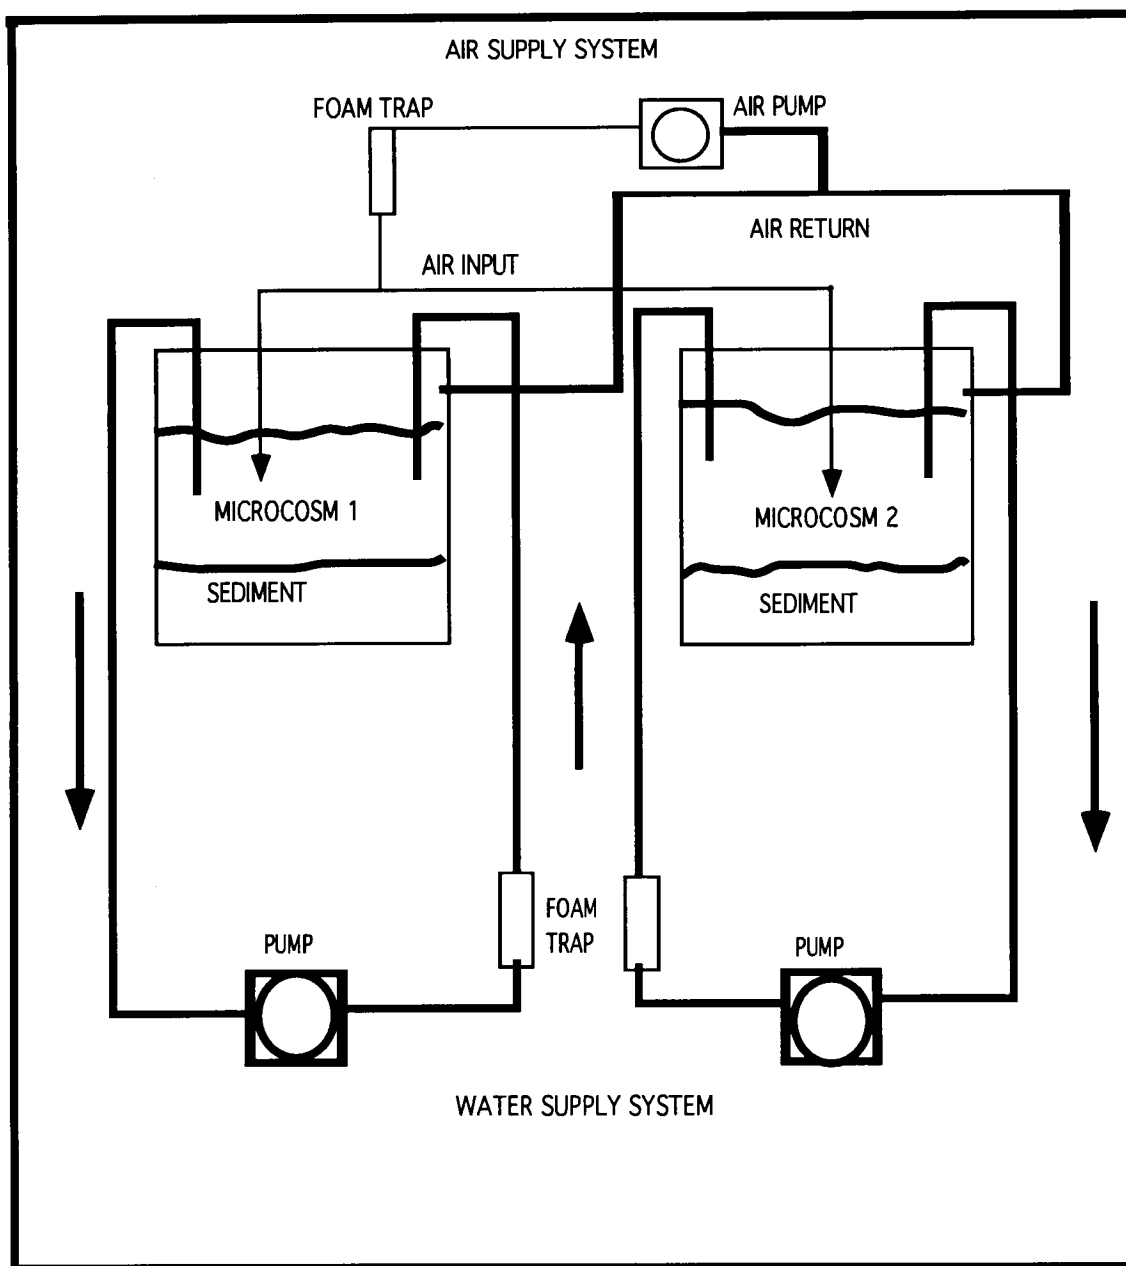 AIR SUPPLY SYSTEM
FOAM TRAP
AIR PUMP
AIR RETURN
AIR INPUT
MICROCOSM 1
MICROCOSM 2
SEDIMENT
SEDIMENT
FOAM
TRAP
PUMP
PUMP
WATER SUPPLY SYSTEM